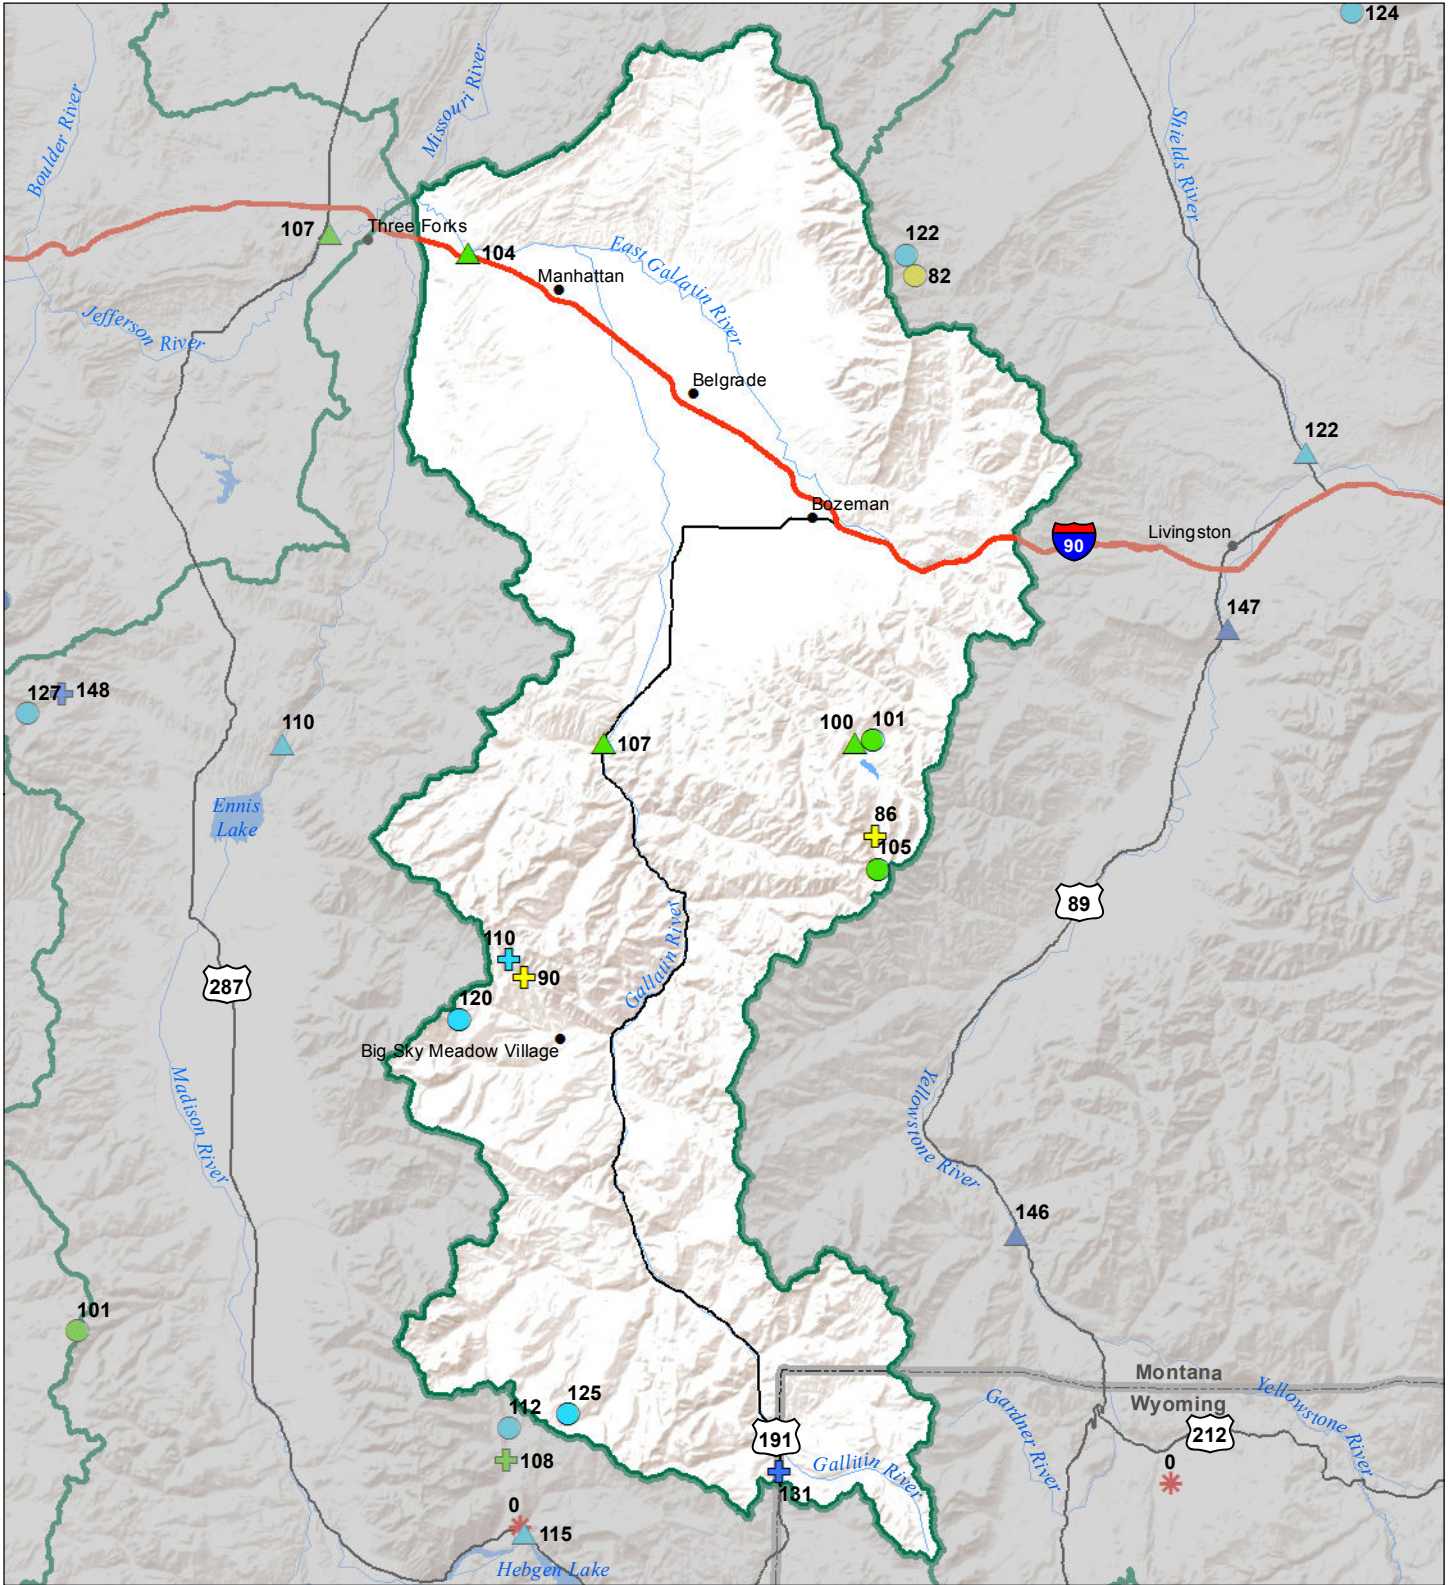 124
Missouri River
Boulder River
Shields River
107
Three Forks
104
East Gallatin River
122
82
Manhattan
Jefferson River
Belgrade
122
Bozeman
90
Livingston
147
127
148
110
107
100
101
Ennis
Lake
86
105
89
110
90
Gallatin River
287
120
Big Sky Meadow Village
Madison River
Yellowstone River
146
101
Montana
Wyoming
125
112
Gardner River
Yellowstone River
191
212
108
Gallitin River
0
131
0
115
Hebgen Lake